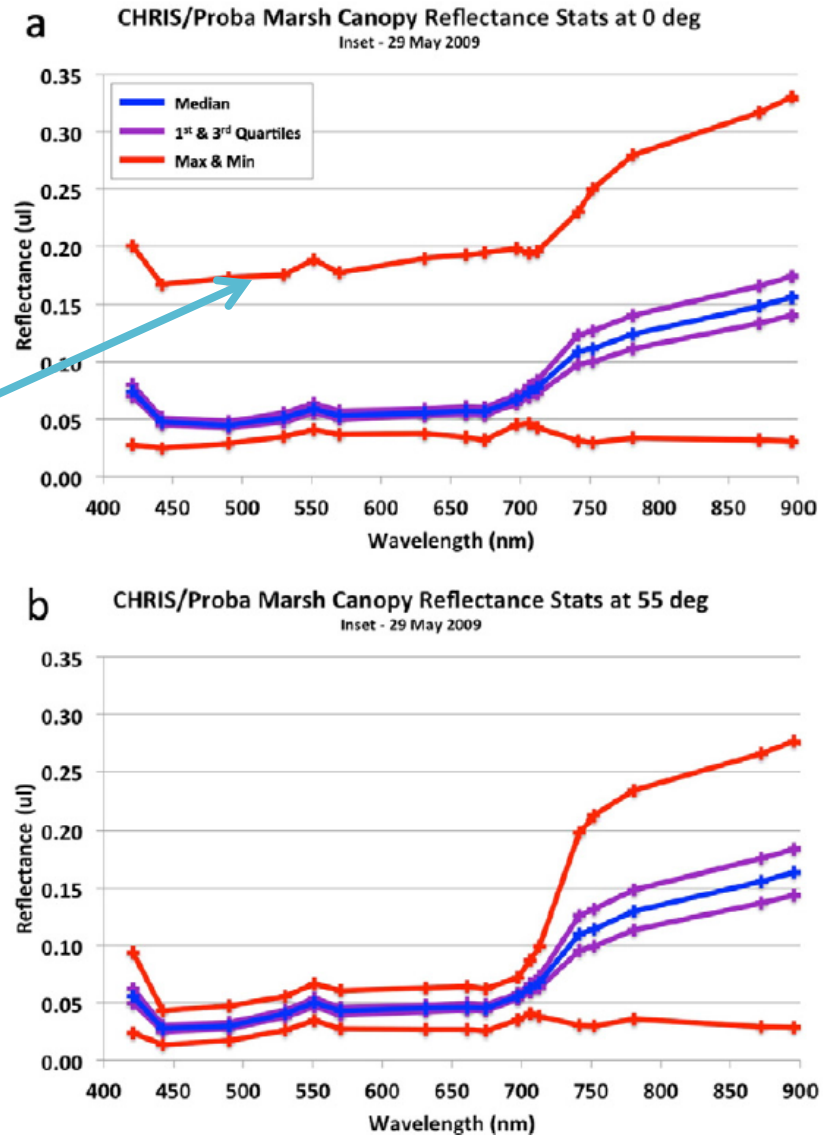 a
CHRIS/Proba Marsh Canopy Reflectance Stats at 0 deg
Inset - 29 May 2009
0.35
0.30
0.25
0.20
0.15
0.10
0.05
0.00
Reflectance (ul)
Median
1st & 3rd Quartiles
Max & Min
400 450 500 550 600 650 700 750 800 850 900
Wavelength (nm)
b
CHRIS/Proba Marsh Canopy Reflectance Stats at 55 deg
Inset - 29 May 2009
0.35
0.30
0.25
0.20
0.15
0.10
0.05
0.00
Reflectance (ul)
400 450 500 550 600 650 700 750 800 850 900
Wavelength (nm)